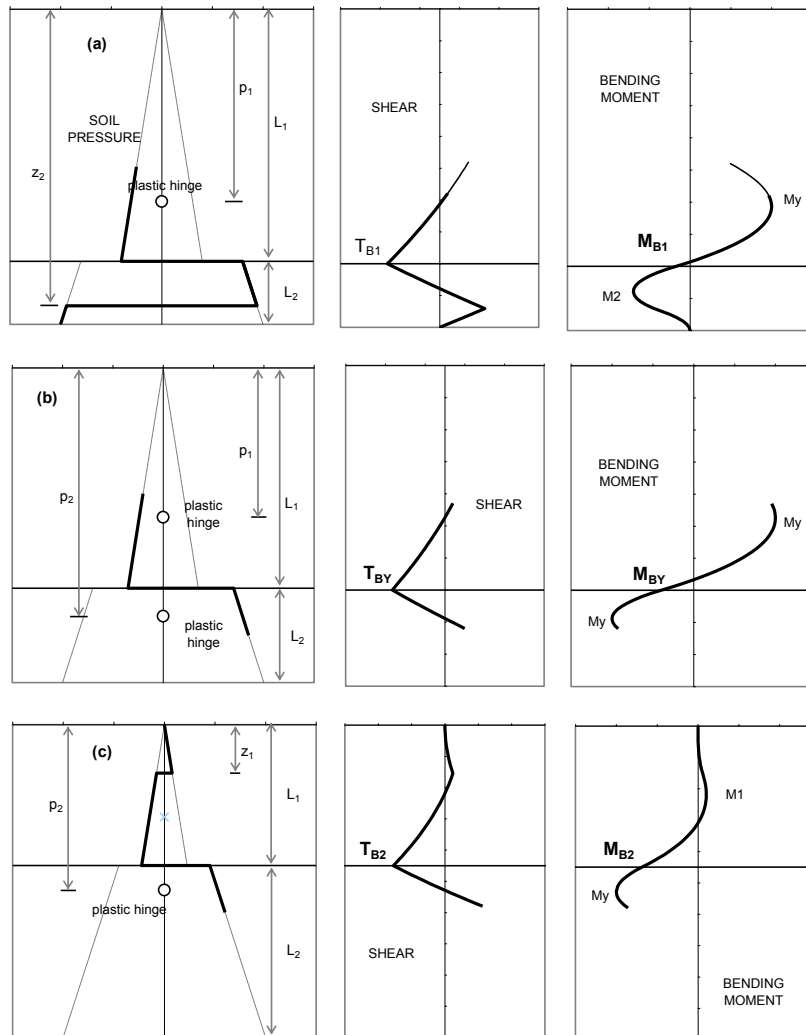 (a)
SOIL
PRESSURE
p1
L1
z2
plastic hinge
L2
SHEAR
TB1
BENDING
MOMENT
My
MB1
M2
(b)
p1
p2
L1
plastic
hinge
plastic
hinge
L2
SHEAR
TBY
BENDING
MOMENT
My
MBY
My
(c)
z1
L1
p2
plastic hinge
L2
TB2
SHEAR
M1
MB2
My
BENDING
MOMENT